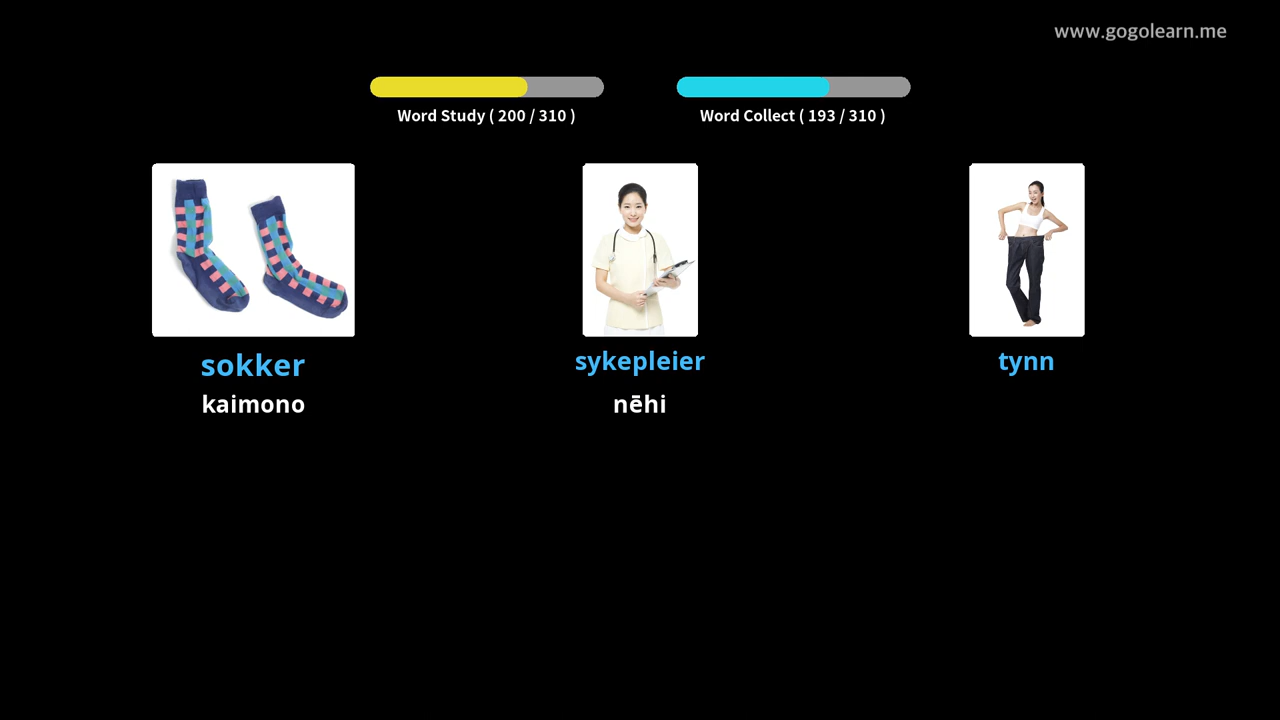 www.gogolearn.me
Word Study ( 200 / 310 )
Word Collect ( 193 / 310 )
sokker
sykepleier
tynn
kaimono
nēhi